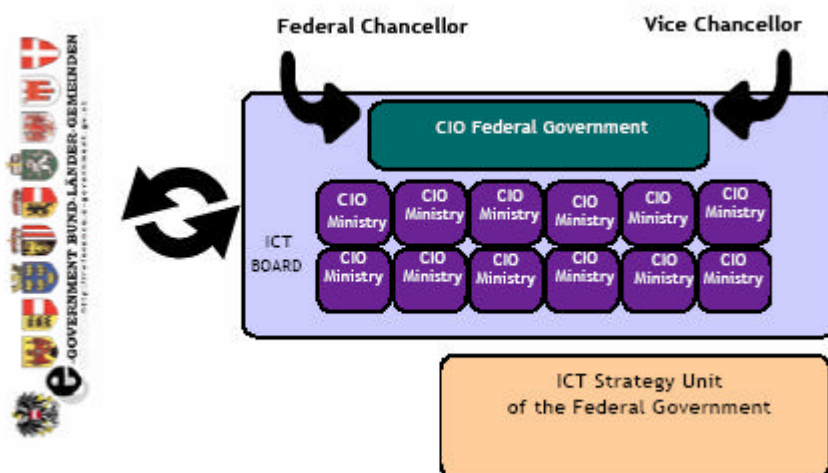 Federal Chancellor
Vice Chancellor
CIO Federal Government
CIO
Ministry
CIO
Ministry
CIO
Ministry
CIO
Ministry
CIO
Ministry
CIO
Ministry
ICT
BOARD
CIO
Ministry
CIO
Ministry
CIO
Ministry
CIO
Ministry
CIO
Ministry
CIO
Ministry
ICT Strategy Unit
of the Federal Government
e-GOVERNMENT BUND-LÄNDER-GEMEINDEN